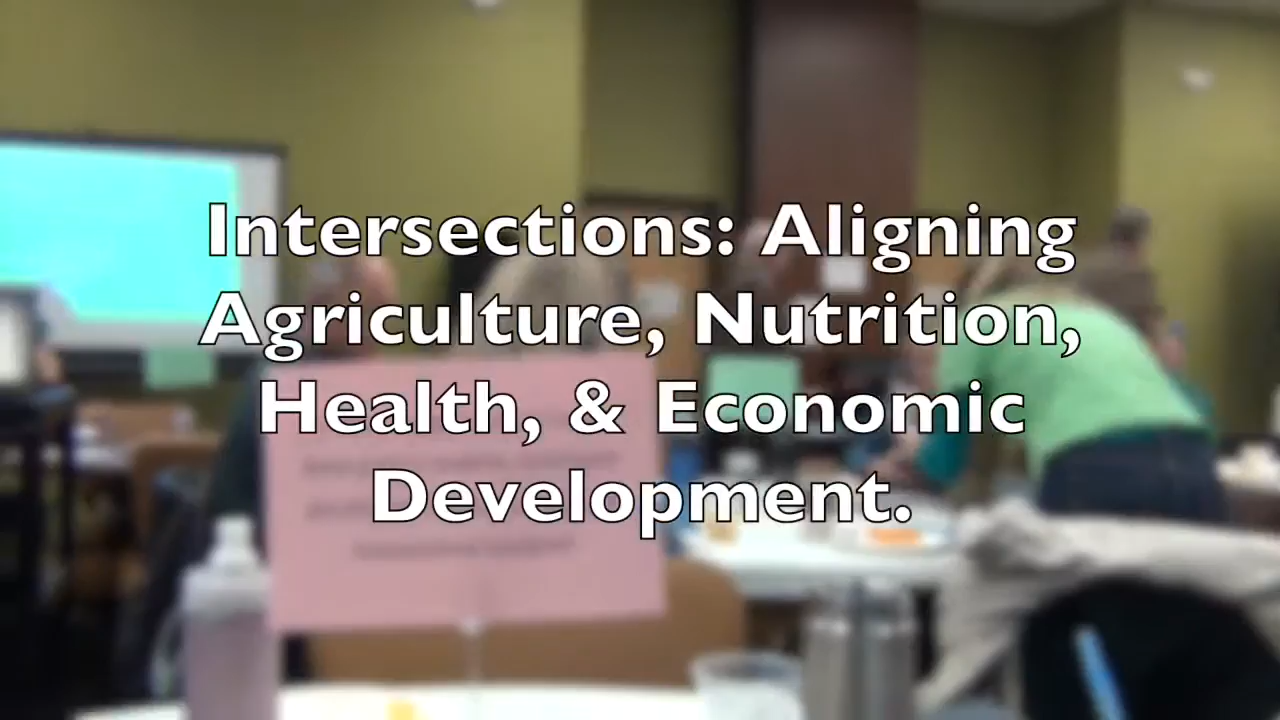 Intersections: Aligning
Agriculture, Nutrition,
Health, & Economic
Development.